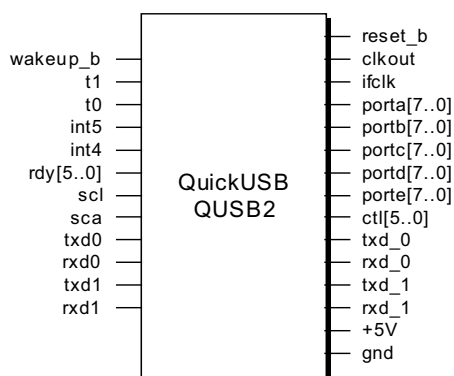 wakeup_b
t1
t0
int5
int4
rdy[5..0]
scl
sca
txd0
rxd0
txd1
rxd1
QuickUSB
QUSB2
reset_b
clkout
ifclk
porta[7..0]
portb[7..0]
portc[7..0]
portd[7..0]
porte[7..0]
ctl[5..0]
txd_0
rxd_0
txd_1
rxd_1
+5V
gnd